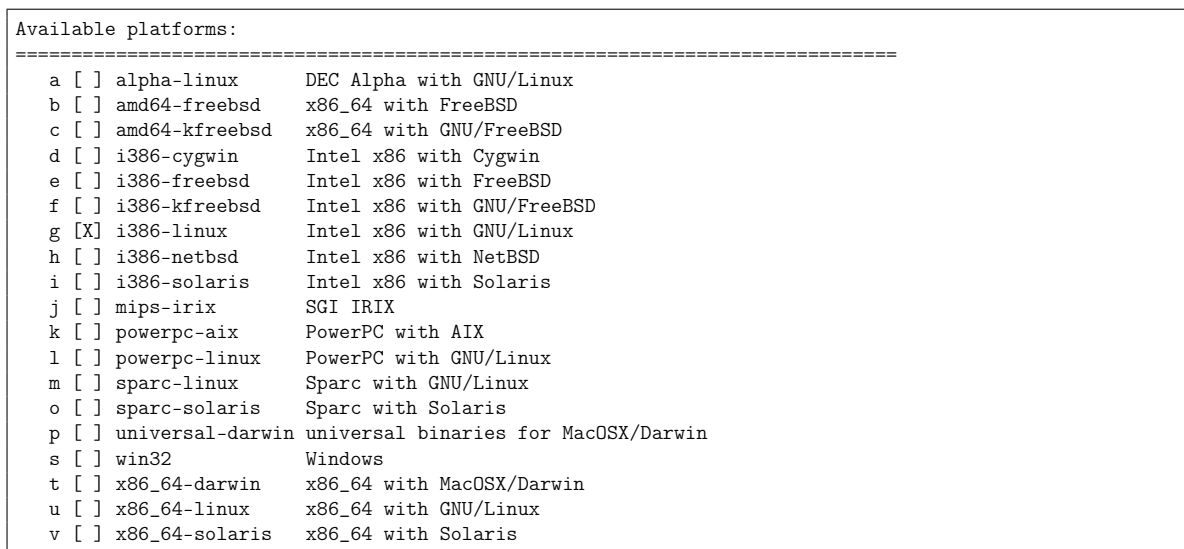 Available platforms:
===============================================================================
a [ ] alpha-linux DEC Alpha with GNU/Linux
b [ ] amd64-freebsd x86_64 with FreeBSD
c [ ] amd64-kfreebsd x86_64 with GNU/FreeBSD
d [ ] i386-cygwin Intel x86 with Cygwin
e [ ] i386-freebsd Intel x86 with FreeBSD
f [ ] i386-kfreebsd Intel x86 with GNU/FreeBSD
g [X] i386-linux Intel x86 with GNU/Linux
h [ ] i386-netbsd Intel x86 with NetBSD
i [ ] i386-solaris Intel x86 with Solaris
j [ ] mips-irix SGI IRIX
k [ ] powerpc-aix PowerPC with AIX
l [ ] powerpc-linux PowerPC with GNU/Linux
m [ ] sparc-linux Sparc with GNU/Linux
o [ ] sparc-solaris Sparc with Solaris
p [ ] universal-darwin universal binaries for MacOSX/Darwin
s [ ] win32 Windows
t [ ] x86_64-darwin x86_64 with MacOSX/Darwin
u [ ] x86_64-linux x86_64 with GNU/Linux
v [ ] x86_64-solaris x86_64 with Solaris